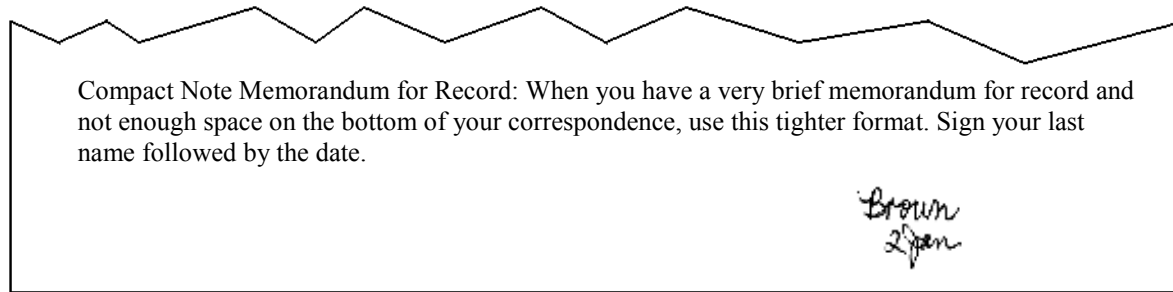 Compact Note Memorandum for Record: When you have a very brief memorandum for record and
not enough space on the bottom of your correspondence, use this tighter format. Sign your last
name followed by the date.
Brown
2 Jan